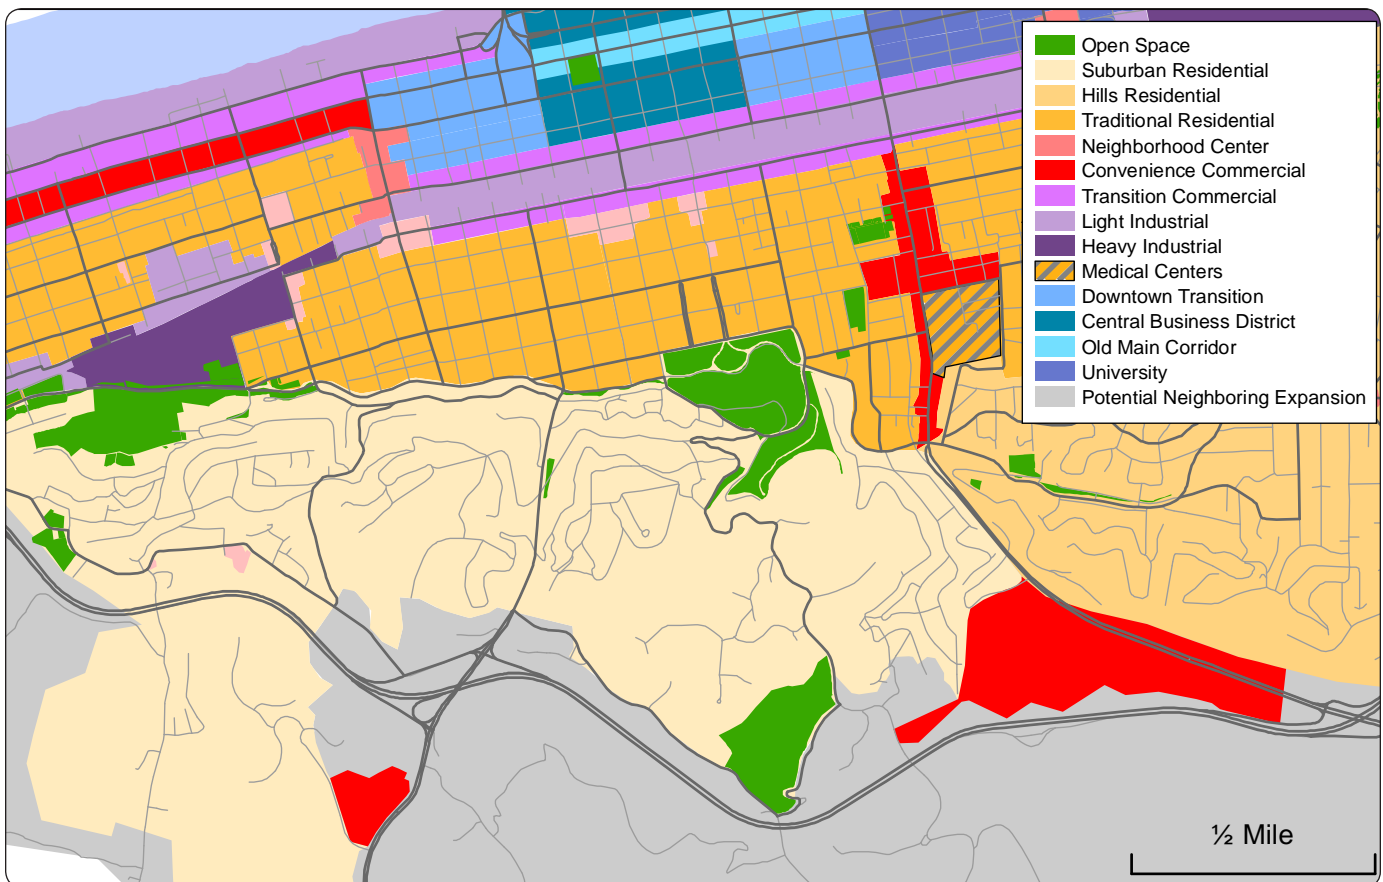 Open Space
Suburban Residential
Hills Residential
Traditional Residential
Neighborhood Center
Convenience Commercial
Transition Commercial
Light Industrial
Heavy Industrial
Medical Centers
Downtown Transition
Central Business District
Old Main Corridor
University
Potential Neighboring Expansion
½ Mile